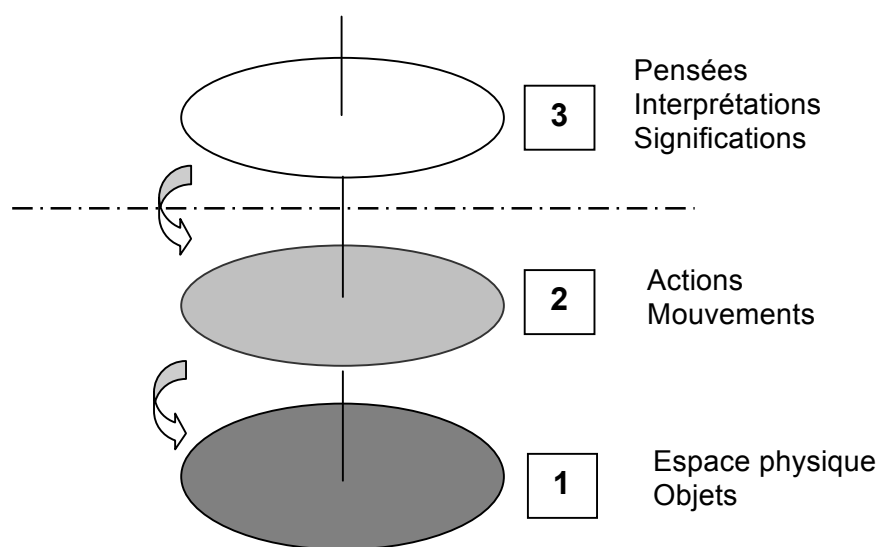 3
Pensées
Interprétations
Significations
2
Actions
Mouvements
1
Espace physique
Objets